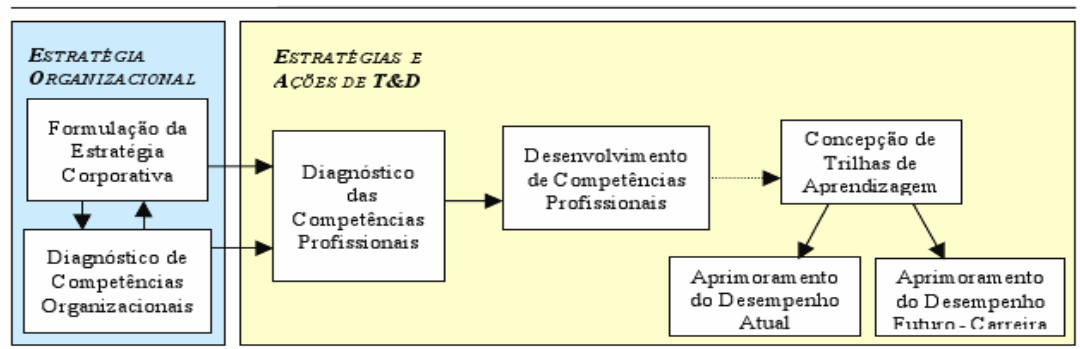 ESTRATÉGIA
ORGANIZACIONAL
Formulação da
Estratégia
Corporativa
Diagnóstico de
Competências
Organizacionais
ESTRATÉGIAS E
AÇÕES DE T&D
Diagnóstico
das
Competências
Profissionais
Desenvolvimento
de Competências
Profissionais
Concepção de
Trilhas de
Aprendizagem
Aprimoramento
do Desempenho
Atual
Aprimoramento
do Desempenho
Futuro - Carreira